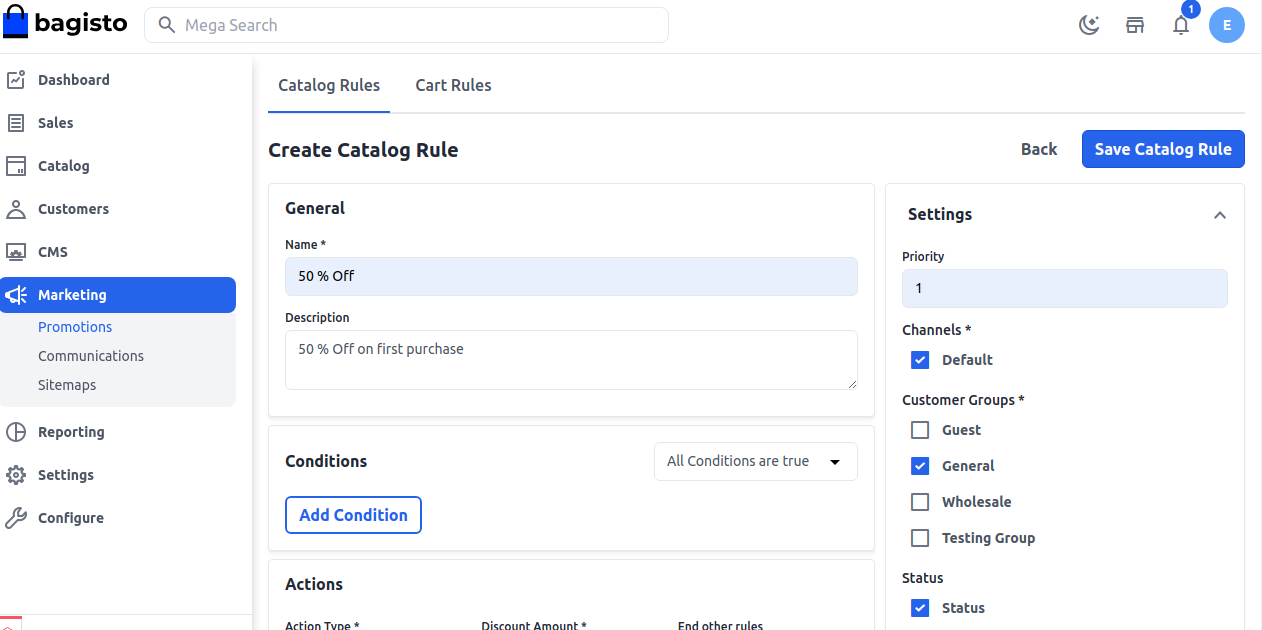 bagisto
Mega Search
1
E
Dashboard
Sales
Catalog
Customers
CMS
Marketing
Promotions
Communications
Sitemaps
Reporting
Settings
Configure
Catalog Rules
Cart Rules
Create Catalog Rule
Back
Save Catalog Rule
General
Name *
50 % Off
Description
50 % Off on first purchase
Conditions
All Conditions are true
Add Condition
Actions
Action Type *
Discount Amount *
End other rules
Settings
Priority
1
Channels *
Default
Customer Groups *
Guest
General
Wholesale
Testing Group
Status
Status